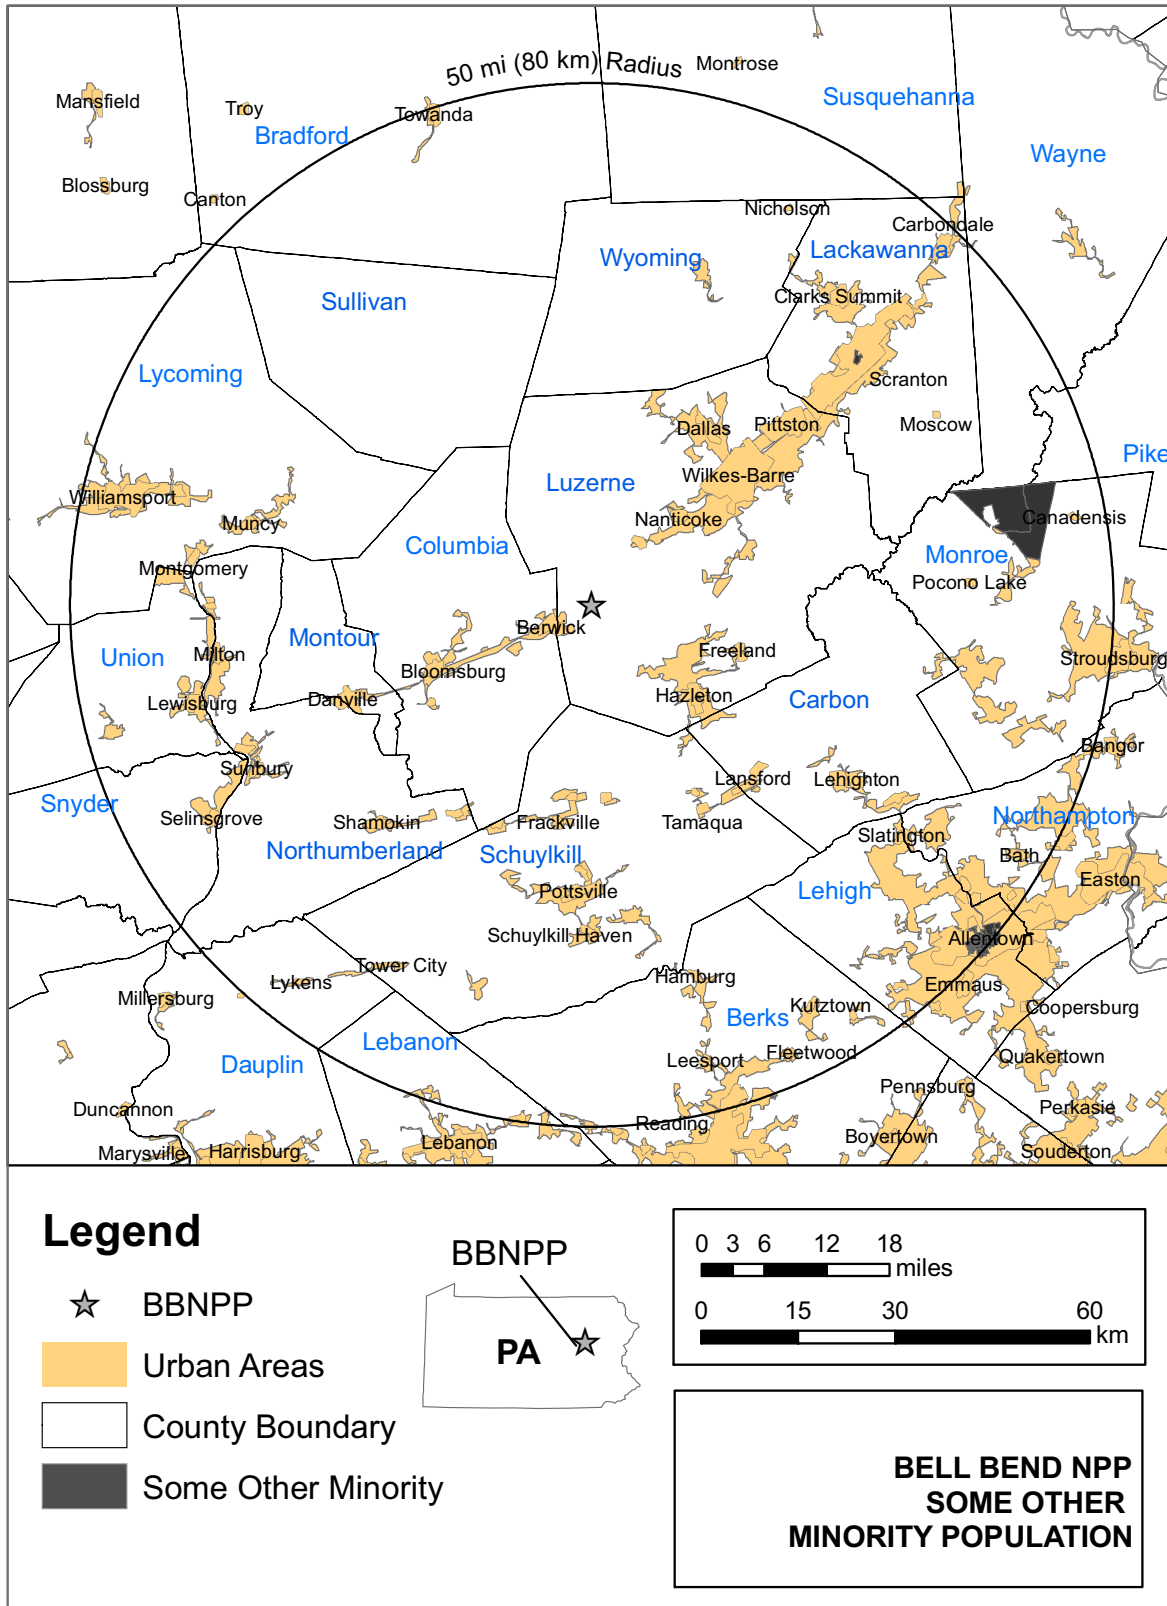 50 mi (80 km) Radius
Montrose
Susquehanna
Mansfield
Troy
Towanda
Bradford
Wayne
Blossburg
Canton
Nicholson
Carbondale
Wyoming
Lackawanna
Sullivan
Clarks Summit
Lycoming
Scranton
Dallas
Pittston
Moscow
Pike
Williamsport
Luzerne
Wilkes-Barre
Muncy
Nanticoke
Canadensis
Columbia
Monroe
Montgomery
Pocono Lake
Berwick
Montour
Union
Milton
Freeland
Stroudsburg
Bloomsburg
Lewisburg
Danville
Hazleton
Carbon
Bangor
Sunbury
Lansford
Lehighton
Snyder
Selinsgrove
Shamokin
Frackville
Tamaqua
Northampton
Slatington
Northumberland
Schuylkill
Bath
Easton
Pottsville
Lehigh
Schuylkill Haven
Allentown
Tower City
Lykens
Hamburg
Emmaus
Millersburg
Kutztown
Coopersburg
Berks
Lebanon
Dauplin
Leesport
Fleetwood
Quakertown
Pennsburg
Duncannon
Perkasie
Reading
Boyertown
Marysville
Harrisburg
Lebanon
Souderton
Legend
BBNPP
Urban Areas
County Boundary
Some Other Minority
BBNPP
PA
0 3 6 12 18
miles
0 15 30 60
km
BELL BEND NPP
SOME OTHER
MINORITY POPULATION